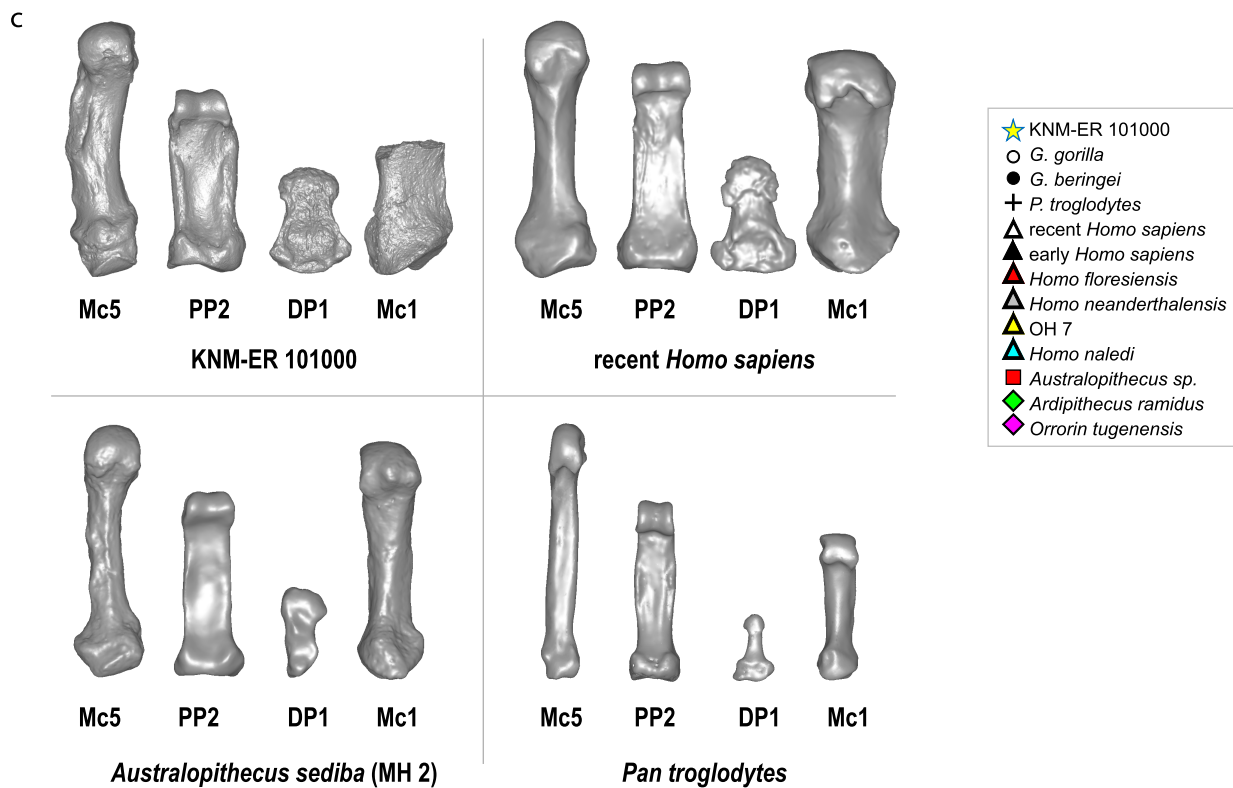 C
Mc5 PP2 DP1 Mc1
KNM-ER 101000
Mc5 PP2 DP1 Mc1
recent Homo sapiens
Mc5 PP2 DP1 Mc1
Australopithecus sediba (MH 2)
Mc5 PP2 DP1 Mc1
Pan troglodytes
KNM-ER 101000
G. gorilla
G. beringei
P. troglodytes
recent Homo sapiens
early Homo sapiens
Homo floresiensis
Homo neanderthalensis
OH 7
Homo naledi
Australopithecus sp.
Ardipithecus ramidus
Orrorin tugenensis